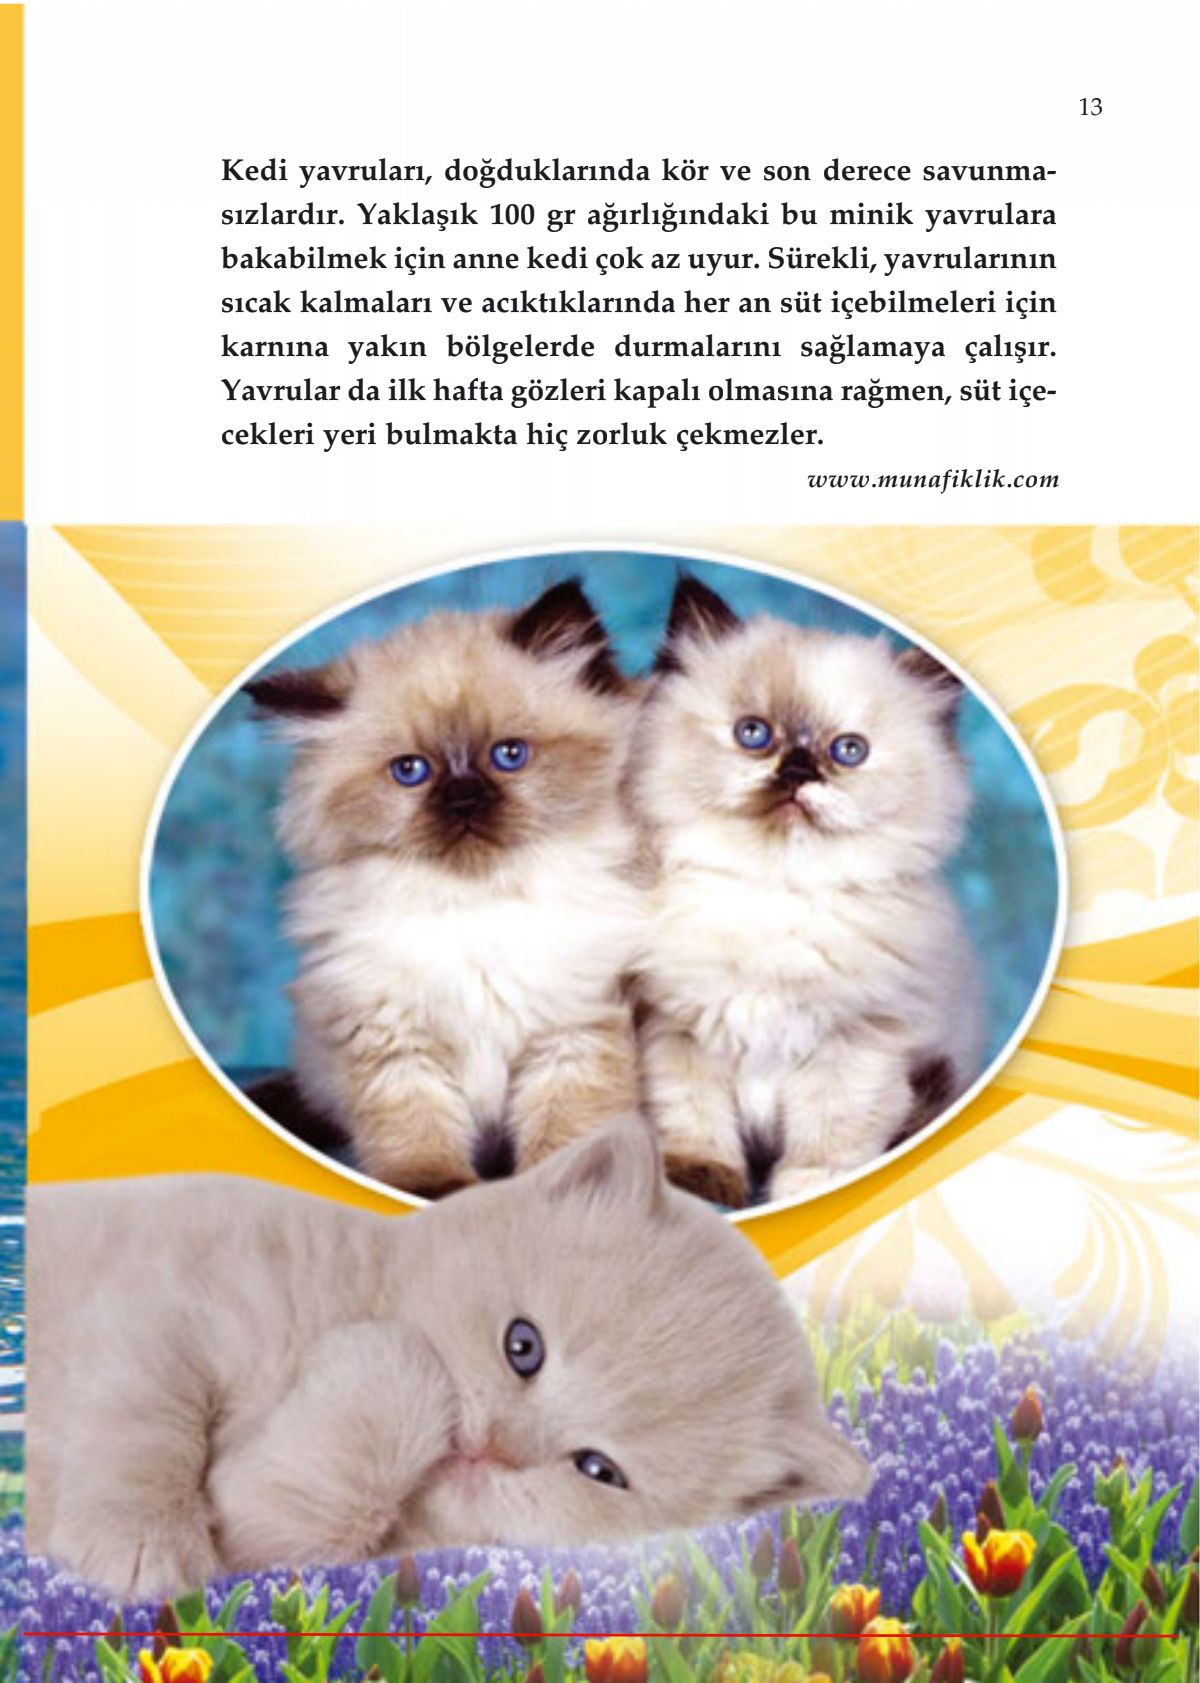 13
Kedi yavruları, doğduklarında kör ve son derece savunma-
sızlardır. Yaklaşık 100 gr ağırlığındaki bu minik yavrulara
bakabilmek için anne kedi çok az uyur. Sürekli, yavrularının
sıcak kalmaları ve acıktıklarında her an süt içebilmeleri için
karnına yakın bölgelerde durmalarını sağlamaya çalışır.
Yavrular da ilk hafta gözleri kapalı olmasına rağmen, süt içe-
cekleri yeri bulmakta hiç zorluk çekmezler.
www.munafiklik.com